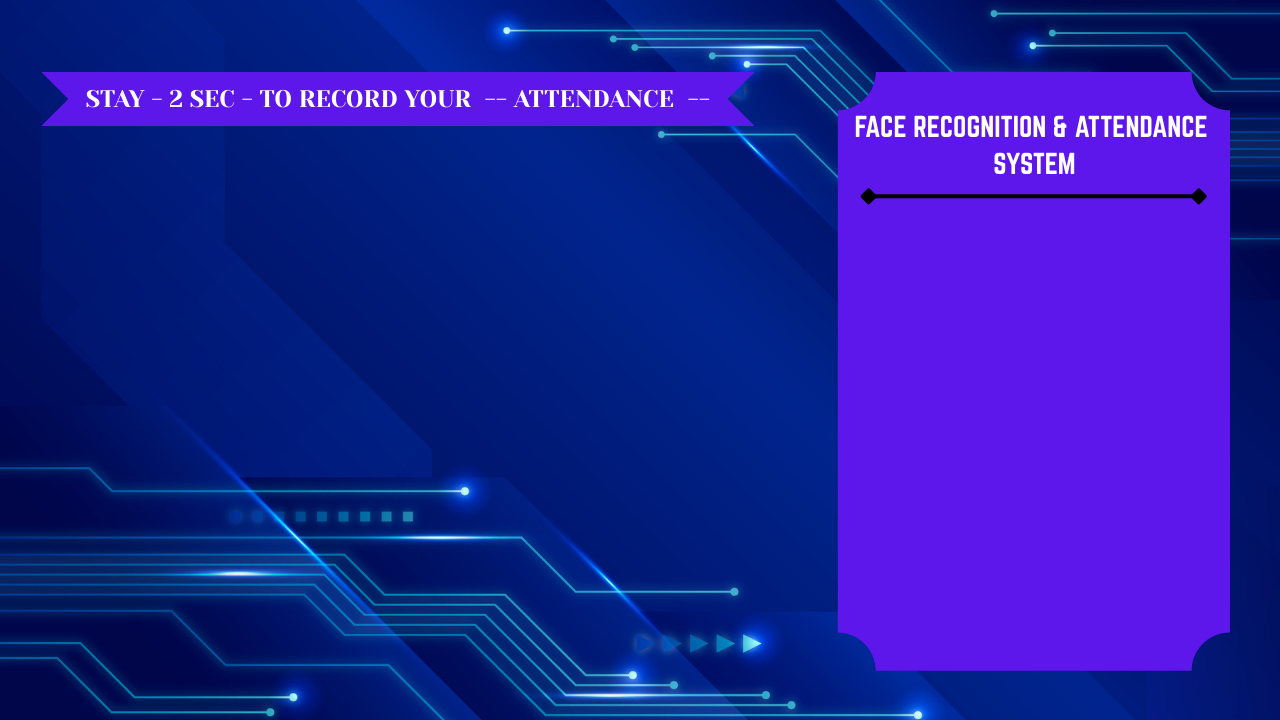 STAY - 2 SEC - TO RECORD YOUR -- ATTENDANCE --
FACE RECOGNITION & ATTENDANCE
SYSTEM